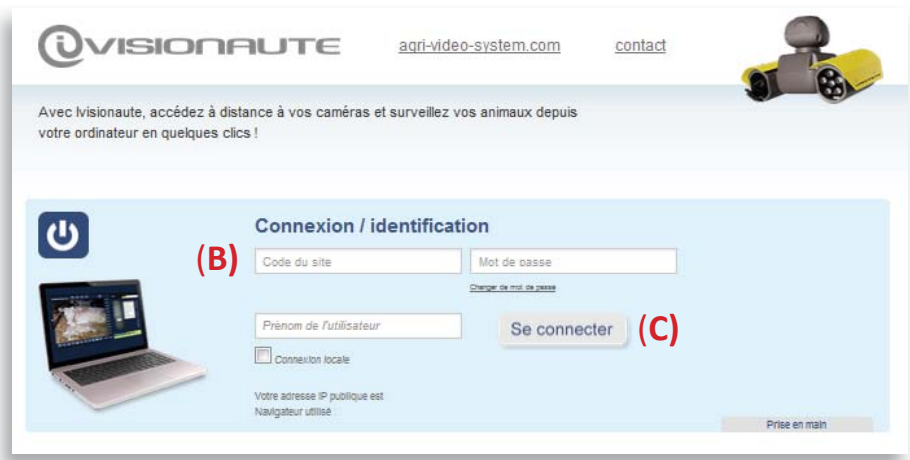 iVISIONAUTE agri-video-system.com contact
Avec Ivisionaute, accédez à distance à vos caméras et surveillez vos animaux depuis
votre ordinateur en quelques clics !
Connexion / identification
(B) Code du site Mot de passe
Changer de mot de passe
Prénom de l'utilisateur Se connecter (C)
Connexion locale
Votre adresse IP publique est
Navigateur utilisé
Prise en main